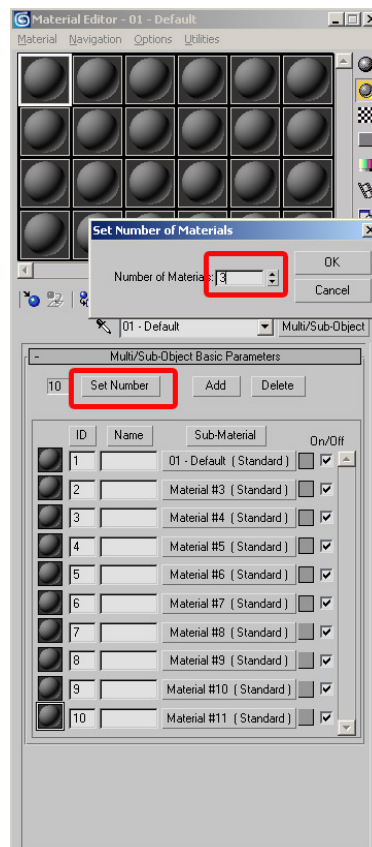 Material Editor - 01 - Default
Material Navigation Options Utilities
Set Number of Materials
Number of Materials: 3
OK
Cancel
01 - Default
Multi/Sub-Object
- Multi/Sub-Object Basic Parameters
10 Set Number Add Delete
ID Name Sub-Material On/Off
1 01 - Default ( Standard )
2 Material #3 ( Standard )
3 Material #4 ( Standard )
4 Material #5 ( Standard )
5 Material #6 ( Standard )
6 Material #7 ( Standard )
7 Material #8 ( Standard )
8 Material #9 ( Standard )
9 Material #10 ( Standard )
10 Material #11 ( Standard )